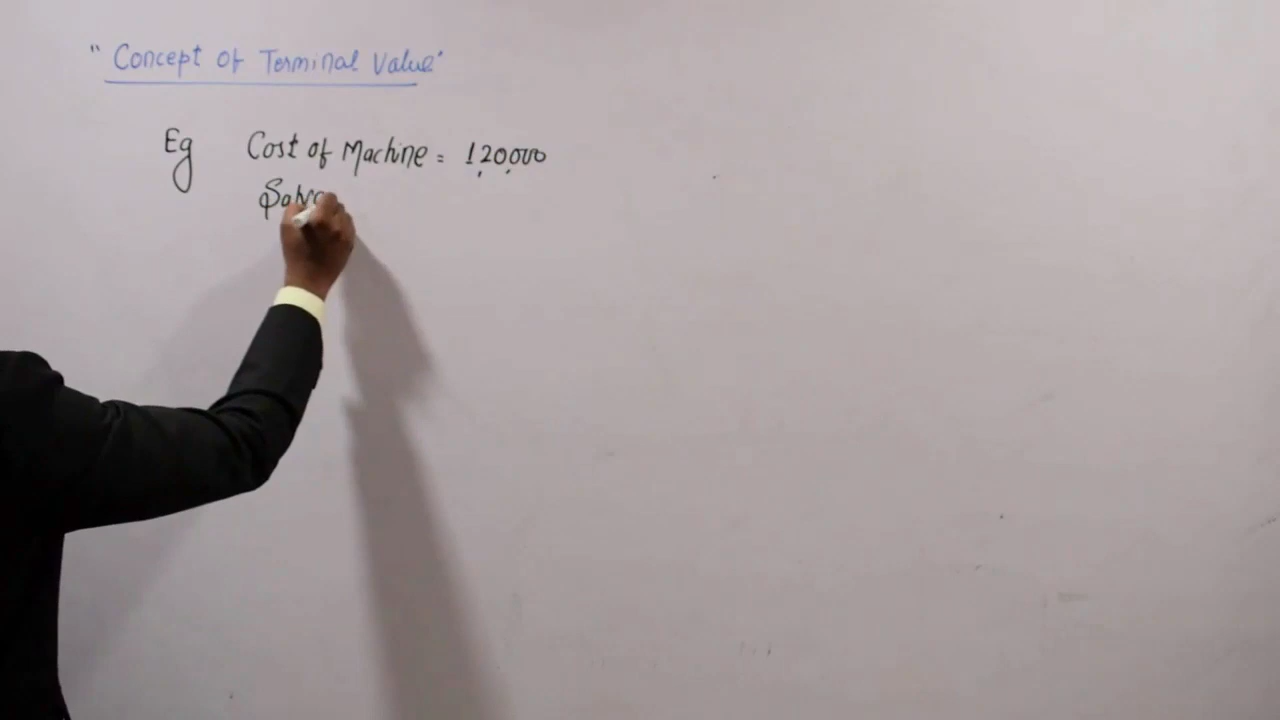 "Concept of Terminal Value"
Eg Cost of Machine = 1,20,000